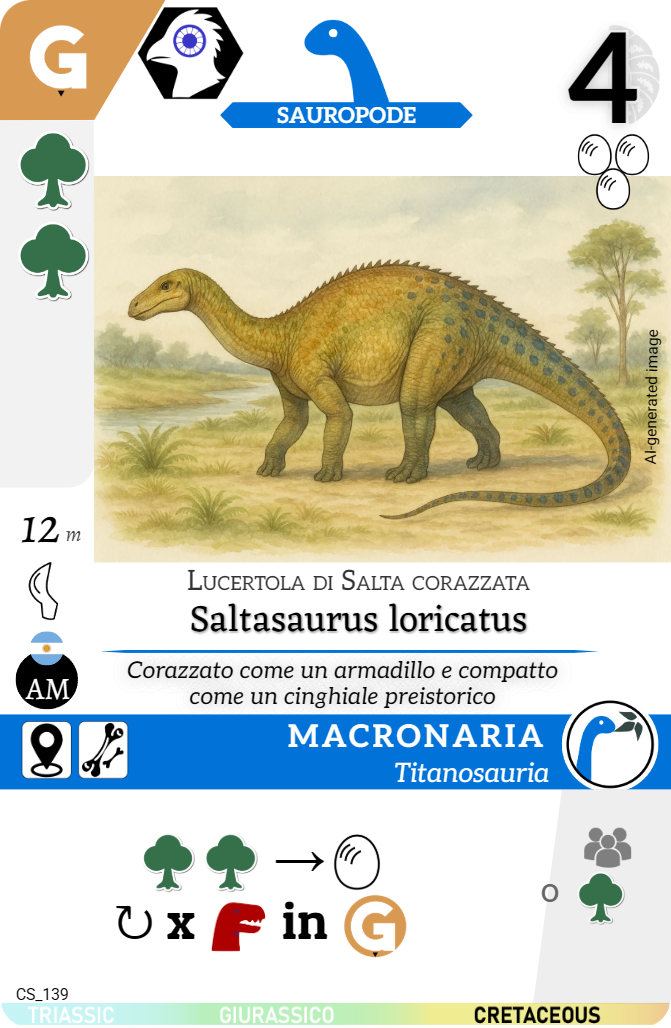 G
SAUROPODE
4
AI-generated image
12 m
LUCERTOLA DI SALTA CORAZZATA
Saltasaurus loricatus
AM
Corazzato come un armadillo e compatto
come un cinghiale preistorico
MACRONARIA
Titanosauria
→
↻ x in G
O
CS_139
TRIASSIC GIURASSICO CRETACEOUS